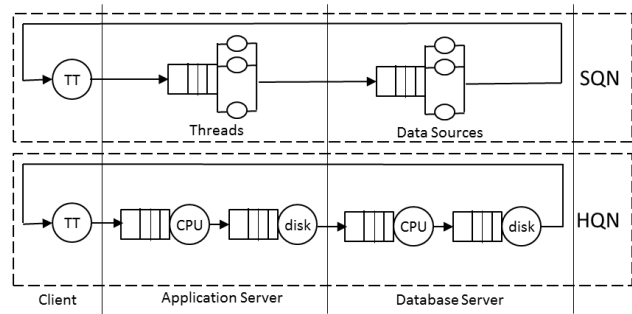 TT
Threads
Data Sources
SQN
TT
CPU
disk
CPU
disk
HQN
Client
Application Server
Database Server